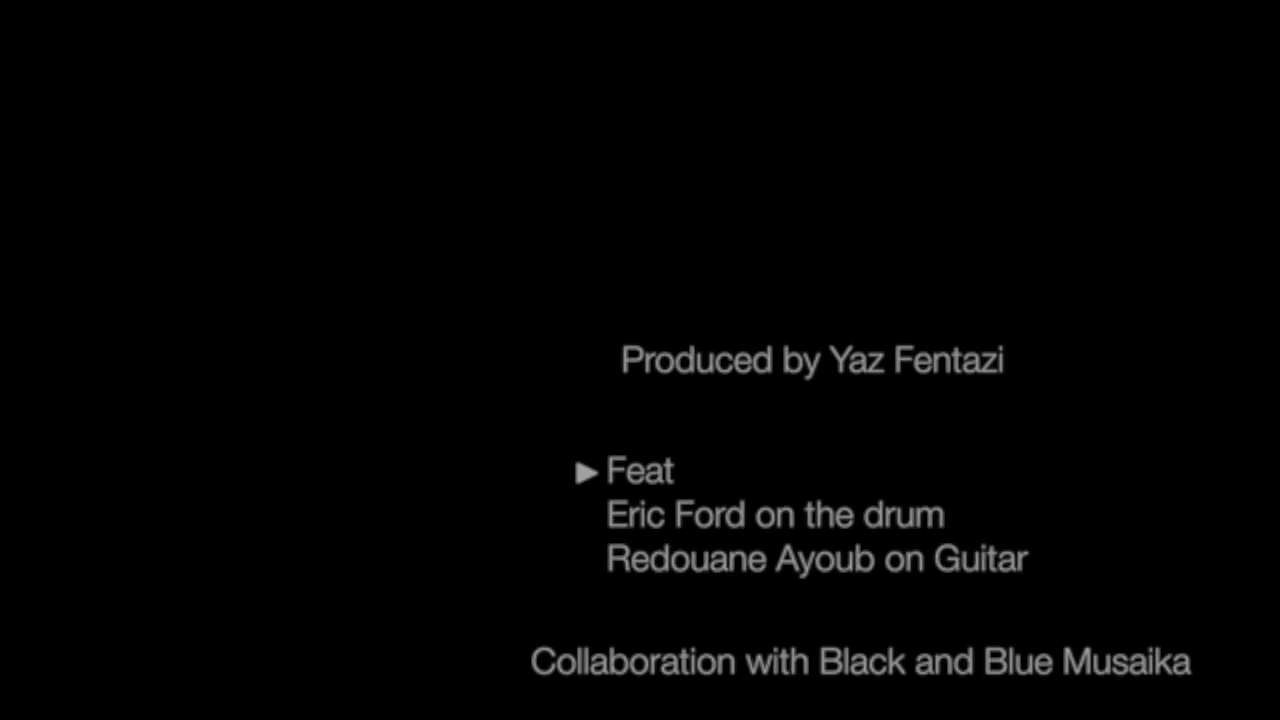 Produced by Yaz Fentazi
►Feat
Eric Ford on the drum
Redouane Ayoub on Guitar
Collaboration with Black and Blue Musaika